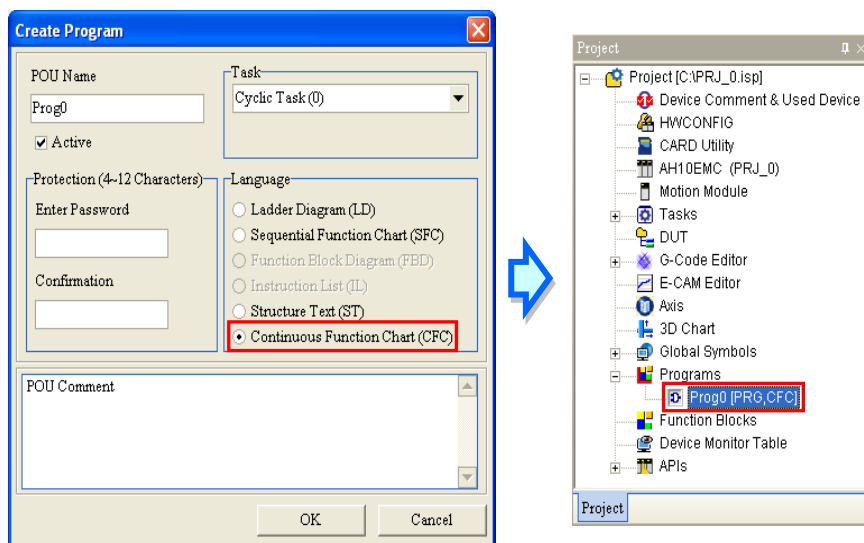 Create Program
POU Name
Prog0
Active
Task
Cyclic Task (0)
Protection (4~12 Characters)
Enter Password
Confirmation
Language
Ladder Diagram (LD)
Sequential Function Chart (SFC)
Function Block Diagram (FBD)
Instruction List (IL)
Structure Text (ST)
Continuous Function Chart (CFC)
POU Comment
OK
Cancel
Project
Project [C:\PRJ_0.isp]
Device Comment & Used Device
HWCONFIG
CARD Utility
AH10EMC (PRJ_0)
Motion Module
Tasks
DUT
G-Code Editor
E-CAM Editor
Axis
3D Chart
Global Symbols
Programs
Prog0 [PRG,CFC]
Function Blocks
Device Monitor Table
APIs
Project